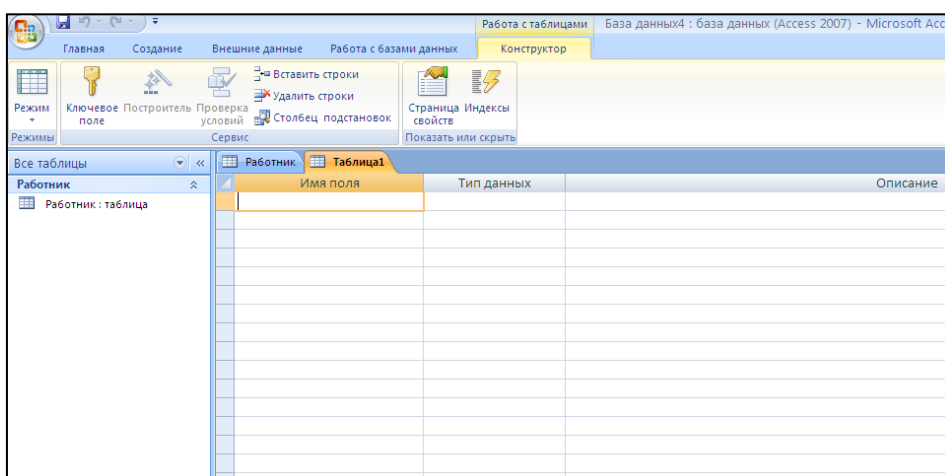 Работа с таблицами База данных4 : база данных (Access 2007) - Microsoft Acc
Главная Создание Внешние данные Работа с базами данных Конструктор
Режим
Ключевое поле
Построитель
Проверка условий
Вставить строки
Удалить строки
Столбец подстановок
Страница свойств
Индексы
Режимы Сервис Показать или скрыть
Все таблицы
Работник Таблица1
Работник
Работник : таблица
Имя поля Тип данных Описание